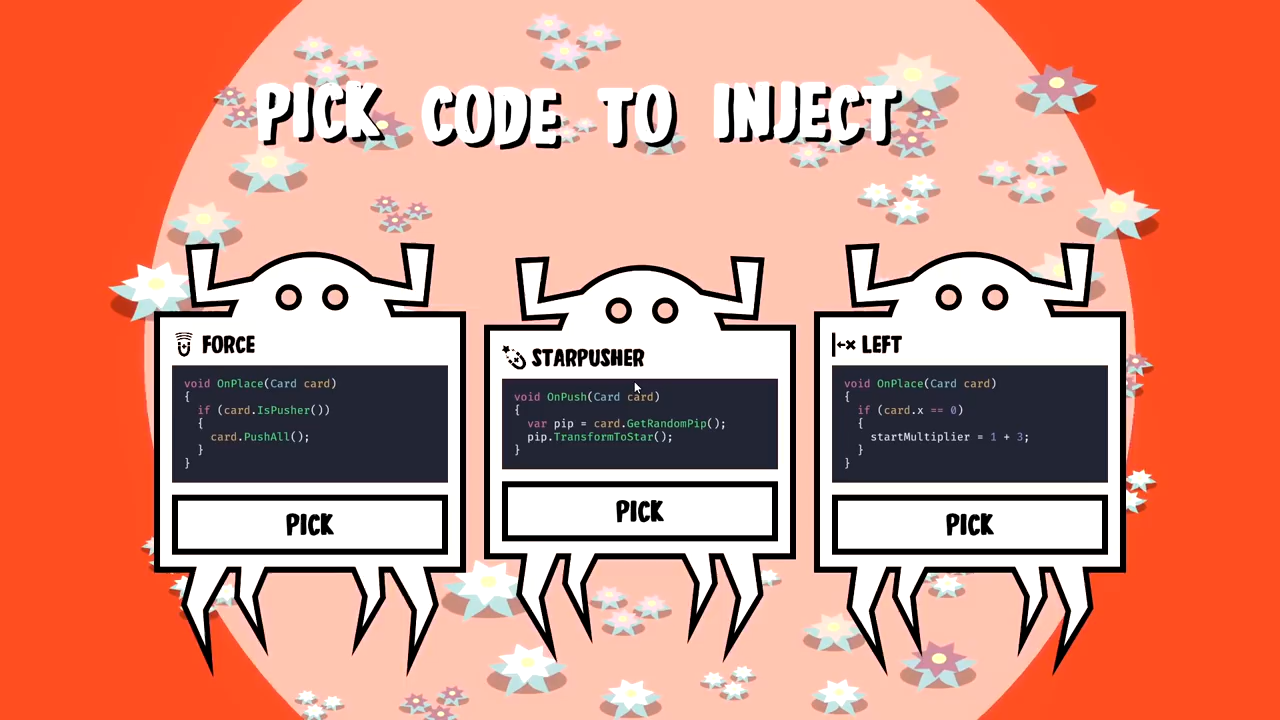 PICK CODE TO INJECT
FORCE
void OnPlace(Card card)
{
  if (card.IsPusher())
  {
    card.PushAll();
  }
}
PICK
STARPUSHER
void OnPush(Card card)
{
  var pip = card.GetRandomPip();
  pip.TransformToStar();
}
PICK
LEFT
void OnPlace(Card card)
{
  if (card.x == 0)
  {
    startMultiplier = 1 + 3;
  }
}
PICK